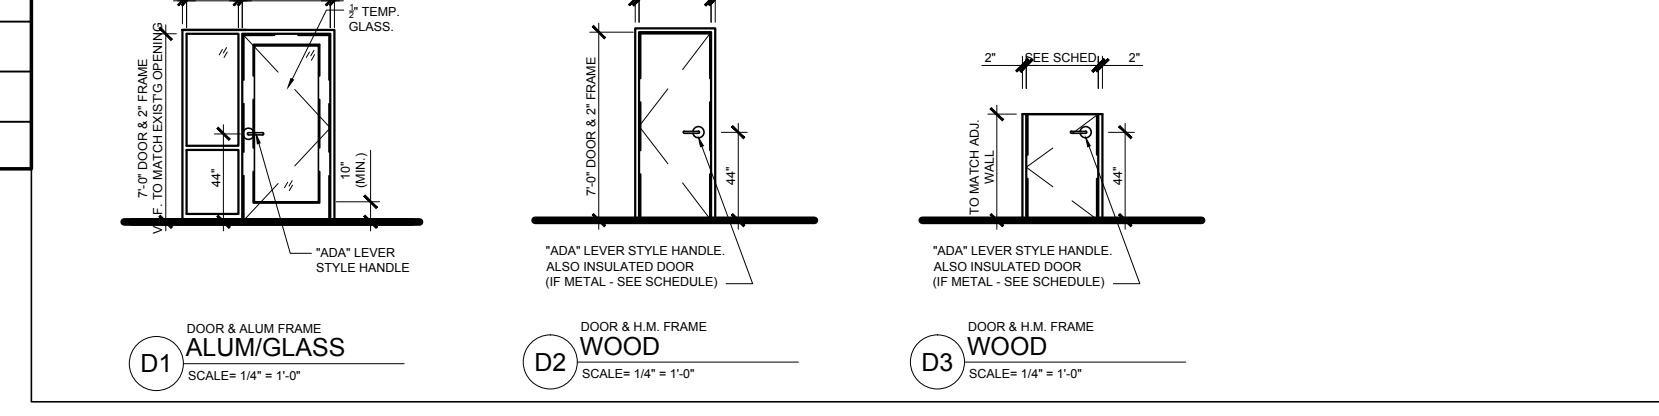 ½" TEMP.
GLASS.
7'-0" DOOR & 2" FRAME
V.I.F. TO MATCH EXIST'G OPENING
44"
10"
(MIN.)
"ADA" LEVER
STYLE HANDLE
DOOR & ALUM FRAME
D1 ALUM/GLASS
SCALE= 1/4" = 1'-0"
7'-0" DOOR & 2" FRAME
44"
"ADA" LEVER STYLE HANDLE.
ALSO INSULATED DOOR
(IF METAL - SEE SCHEDULE)
DOOR & H.M. FRAME
D2 WOOD
SCALE= 1/4" = 1'-0"
2" SEE SCHED 2"
TO MATCH ADJ.
WALL
44"
"ADA" LEVER STYLE HANDLE.
ALSO INSULATED DOOR
(IF METAL - SEE SCHEDULE)
DOOR & H.M. FRAME
D3 WOOD
SCALE= 1/4" = 1'-0"